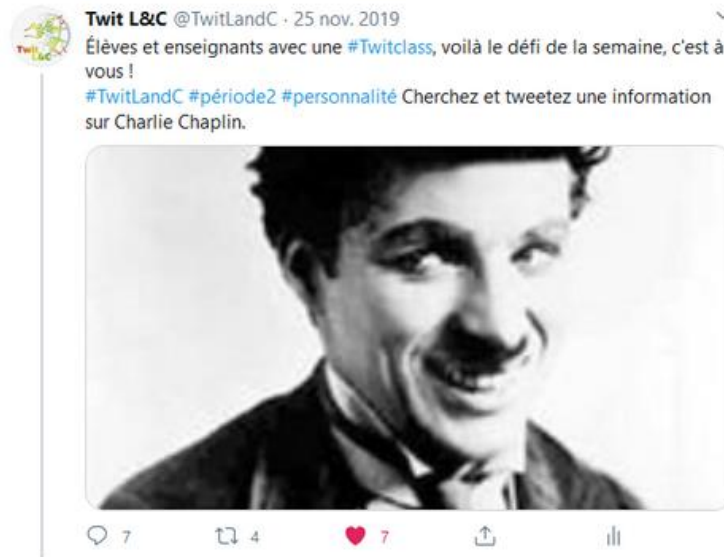 Twit L&C @TwitLandC · 25 nov. 2019
Élèves et enseignants avec une #Twitclass, voilà le défi de la semaine, c'est à
vous !
#TwitLandC #période2 #personnalité Cherchez et tweetez une information
sur Charlie Chaplin.
7 4 7